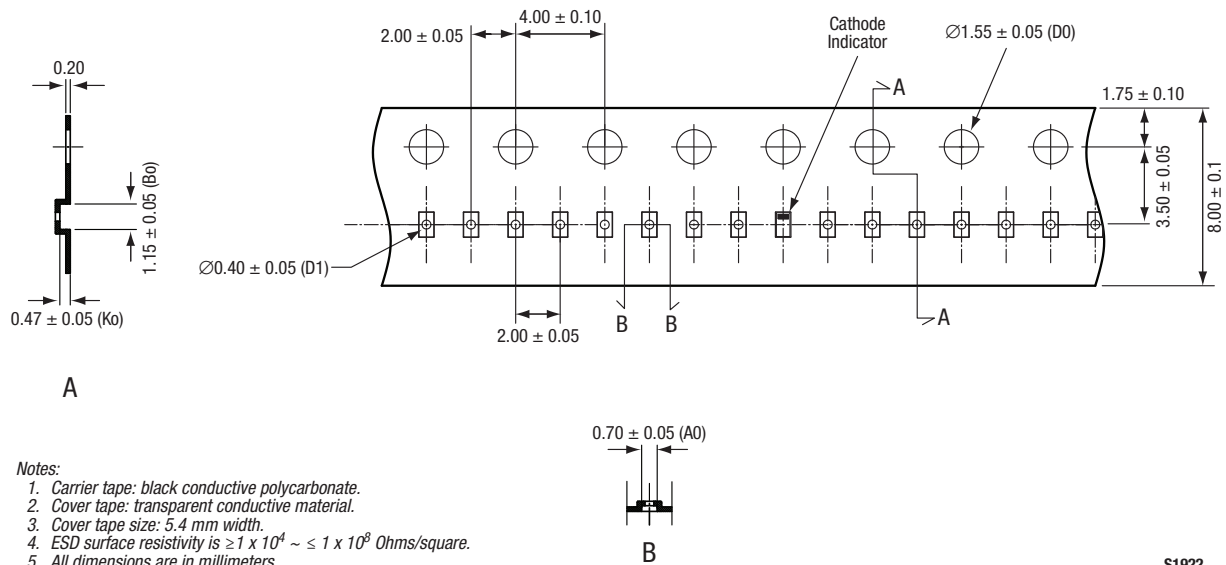 4.00 ± 0.10
2.00 ± 0.05
Cathode
Indicator
∅1.55 ± 0.05 (D0)
0.20
A
1.75 ± 0.10
1.15 ± 0.05 (Bo)
3.50 ± 0.05
8.00 ± 0.1
∅0.40 ± 0.05 (D1)
0.47 ± 0.05 (Ko)
B
B
A
2.00 ± 0.05
A
0.70 ± 0.05 (A0)
Notes:
1. Carrier tape: black conductive polycarbonate.
2. Cover tape: transparent conductive material.
3. Cover tape size: 5.4 mm width.
4. ESD surface resistivity is ≥1 x 10⁴ ~ ≤ 1 x 10⁸ Ohms/square.
5. All dimensions are in millimeters
B
S1922